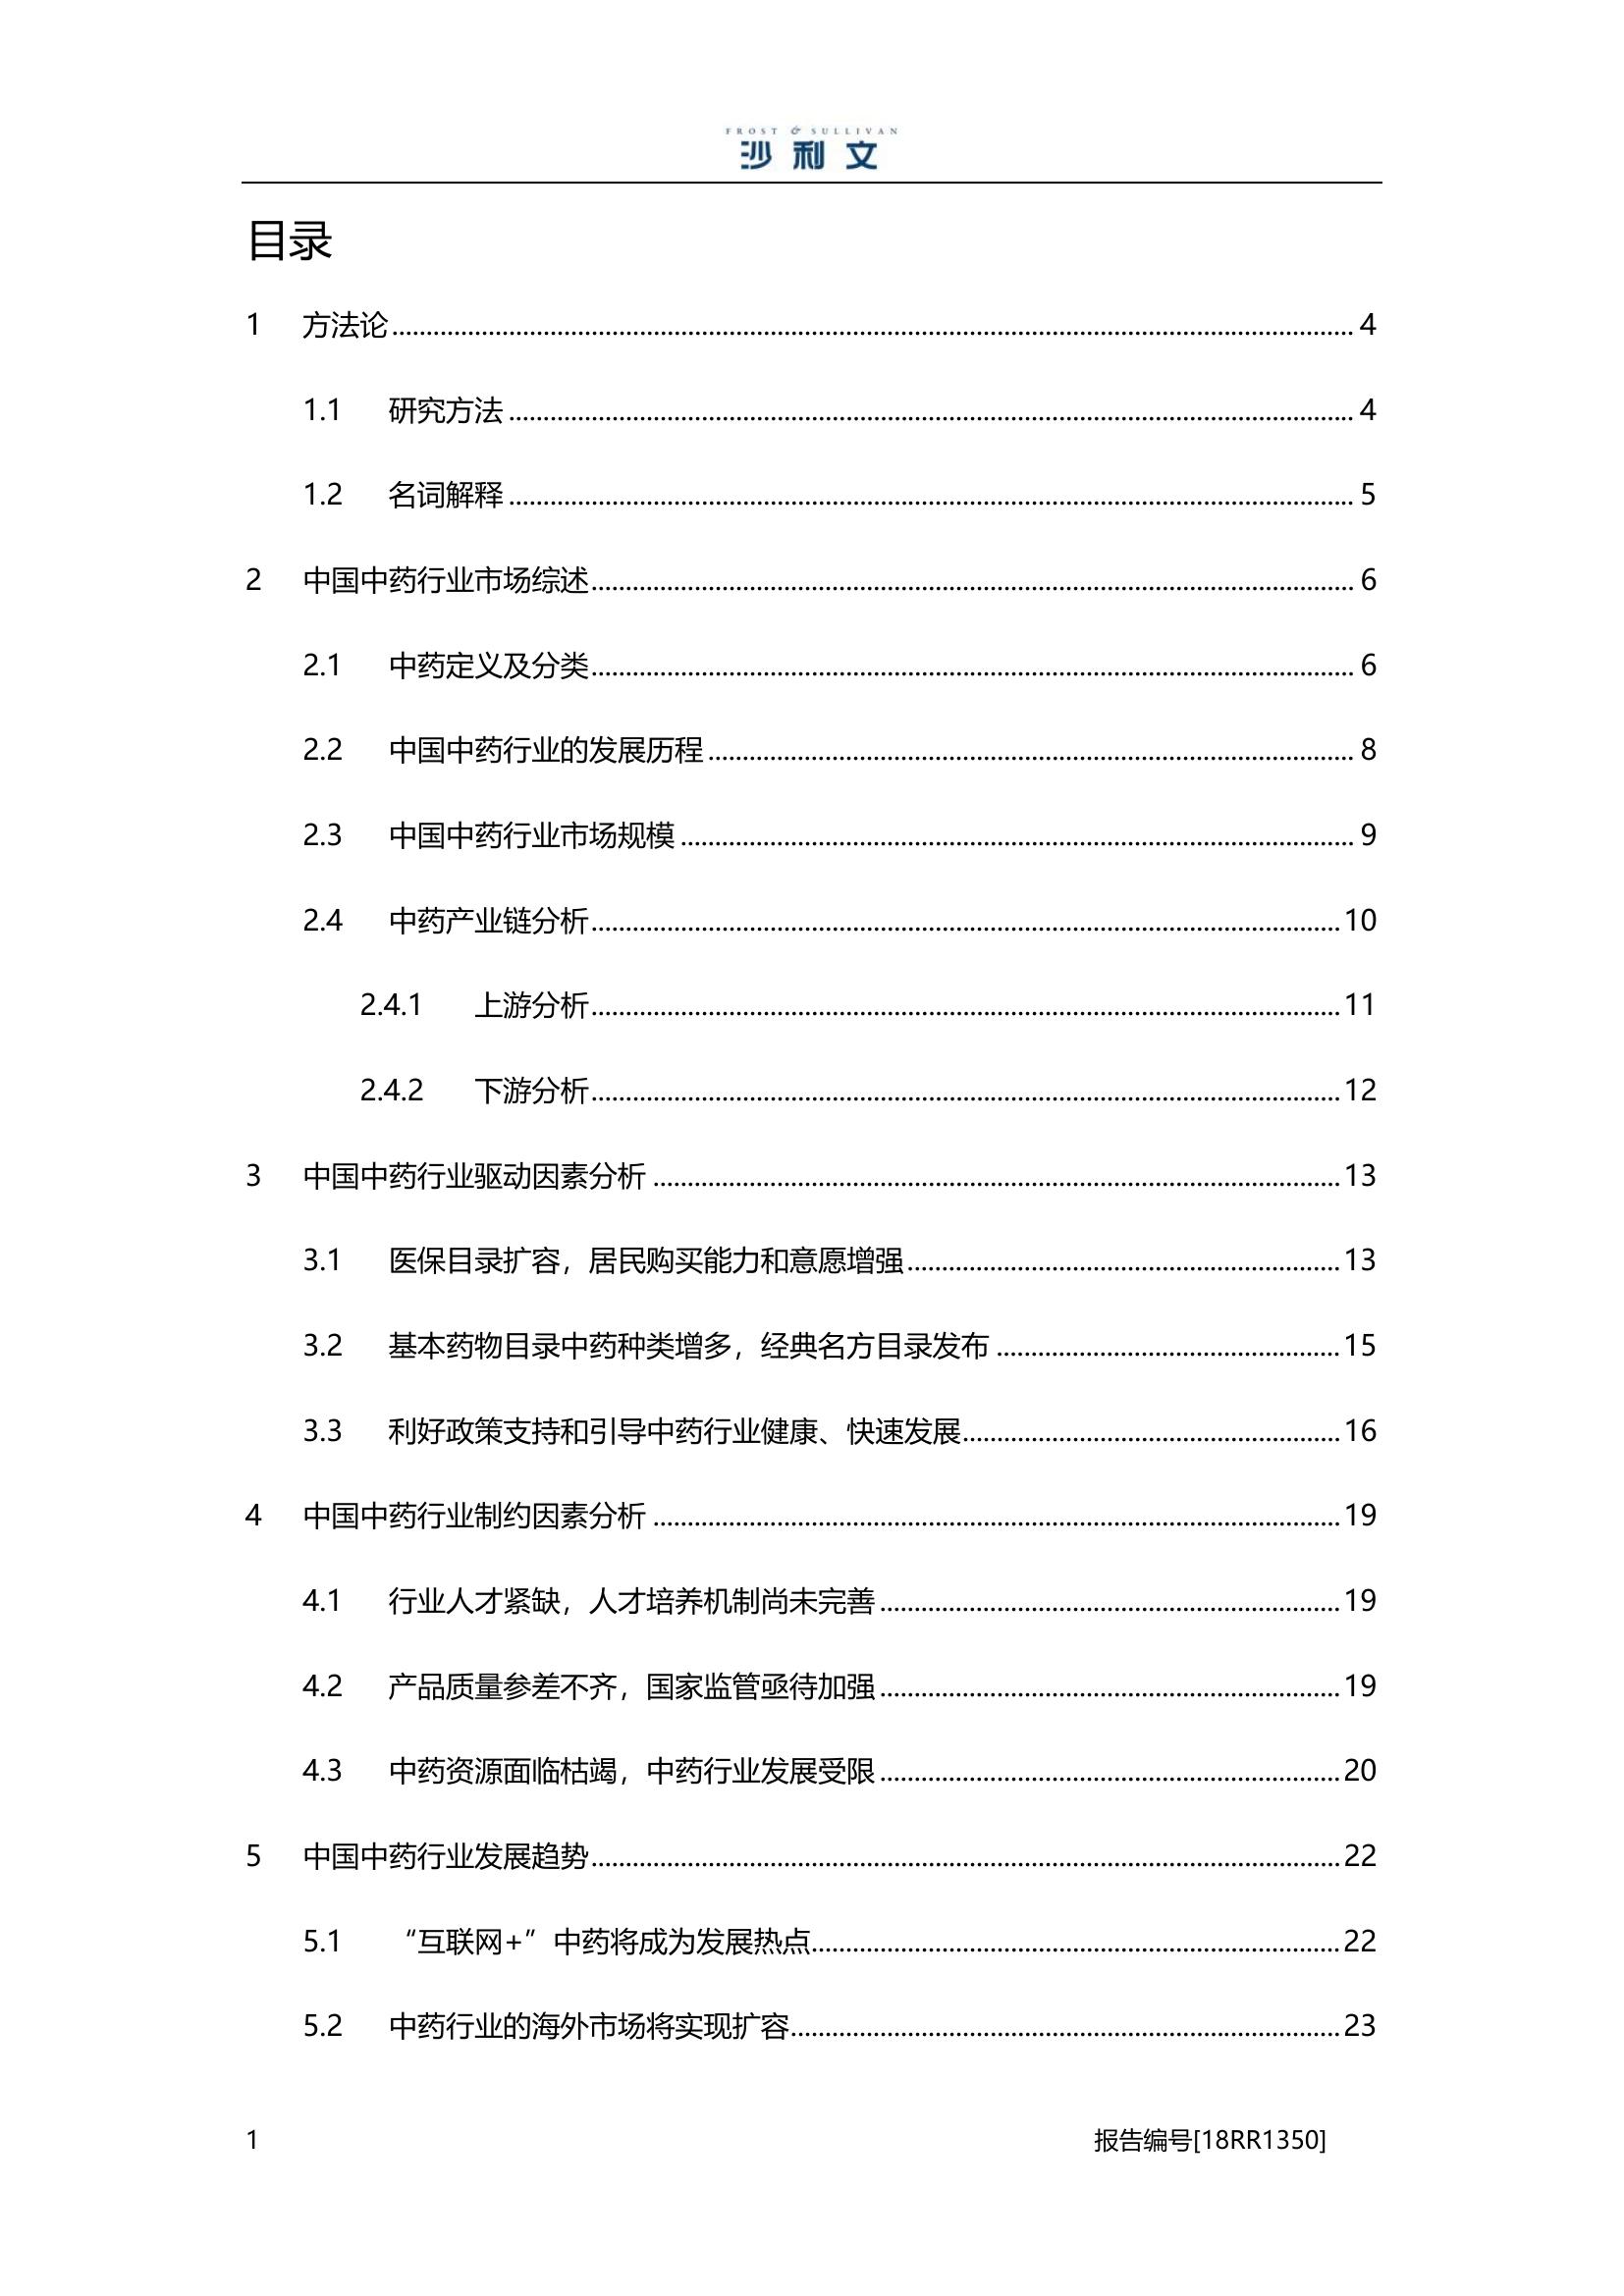 FROST & SULLIVAN
沙利文
目录
1 方法论 4
1.1 研究方法 4
1.2 名词解释 5
2 中国中药行业市场综述 6
2.1 中药定义及分类 6
2.2 中国中药行业的发展历程 8
2.3 中国中药行业市场规模 9
2.4 中药产业链分析 10
2.4.1 上游分析 11
2.4.2 下游分析 12
3 中国中药行业驱动因素分析 13
3.1 医保目录扩容，居民购买能力和意愿增强 13
3.2 基本药物目录中药种类增多，经典名方目录发布 15
3.3 利好政策支持和引导中药行业健康、快速发展 16
4 中国中药行业制约因素分析 19
4.1 行业人才紧缺，人才培养机制尚未完善 19
4.2 产品质量参差不齐，国家监管亟待加强 19
4.3 中药资源面临枯竭，中药行业发展受限 20
5 中国中药行业发展趋势 22
5.1 “互联网+”中药将成为发展热点 22
5.2 中药行业的海外市场将实现扩容 23
1 报告编号[18RR1350]